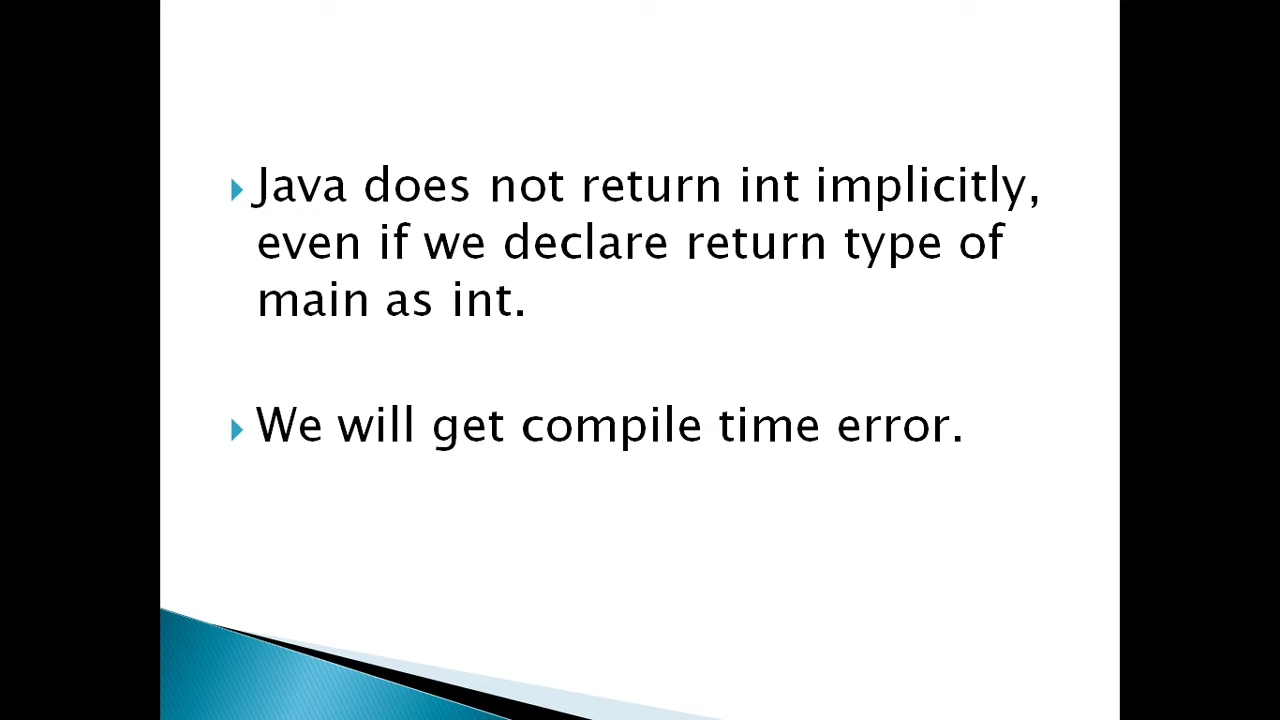 Java does not return int implicitly,
even if we declare return type of
main as int.
We will get compile time error.